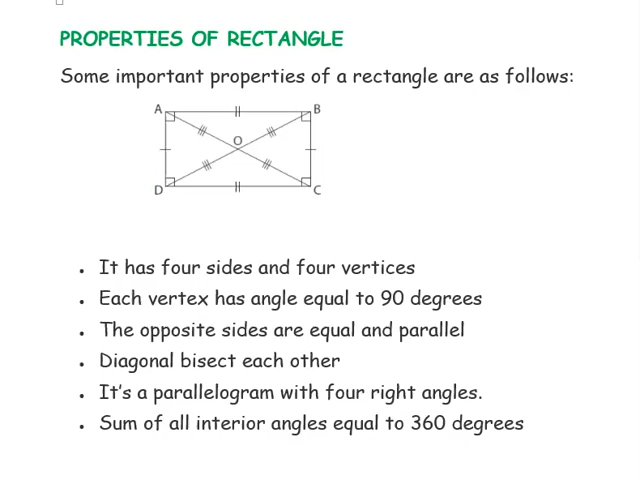 PROPERTIES OF RECTANGLE
Some important properties of a rectangle are as follows:
A B
O
D C
• It has four sides and four vertices
• Each vertex has angle equal to 90 degrees
• The opposite sides are equal and parallel
• Diagonal bisect each other
• It's a parallelogram with four right angles.
• Sum of all interior angles equal to 360 degrees